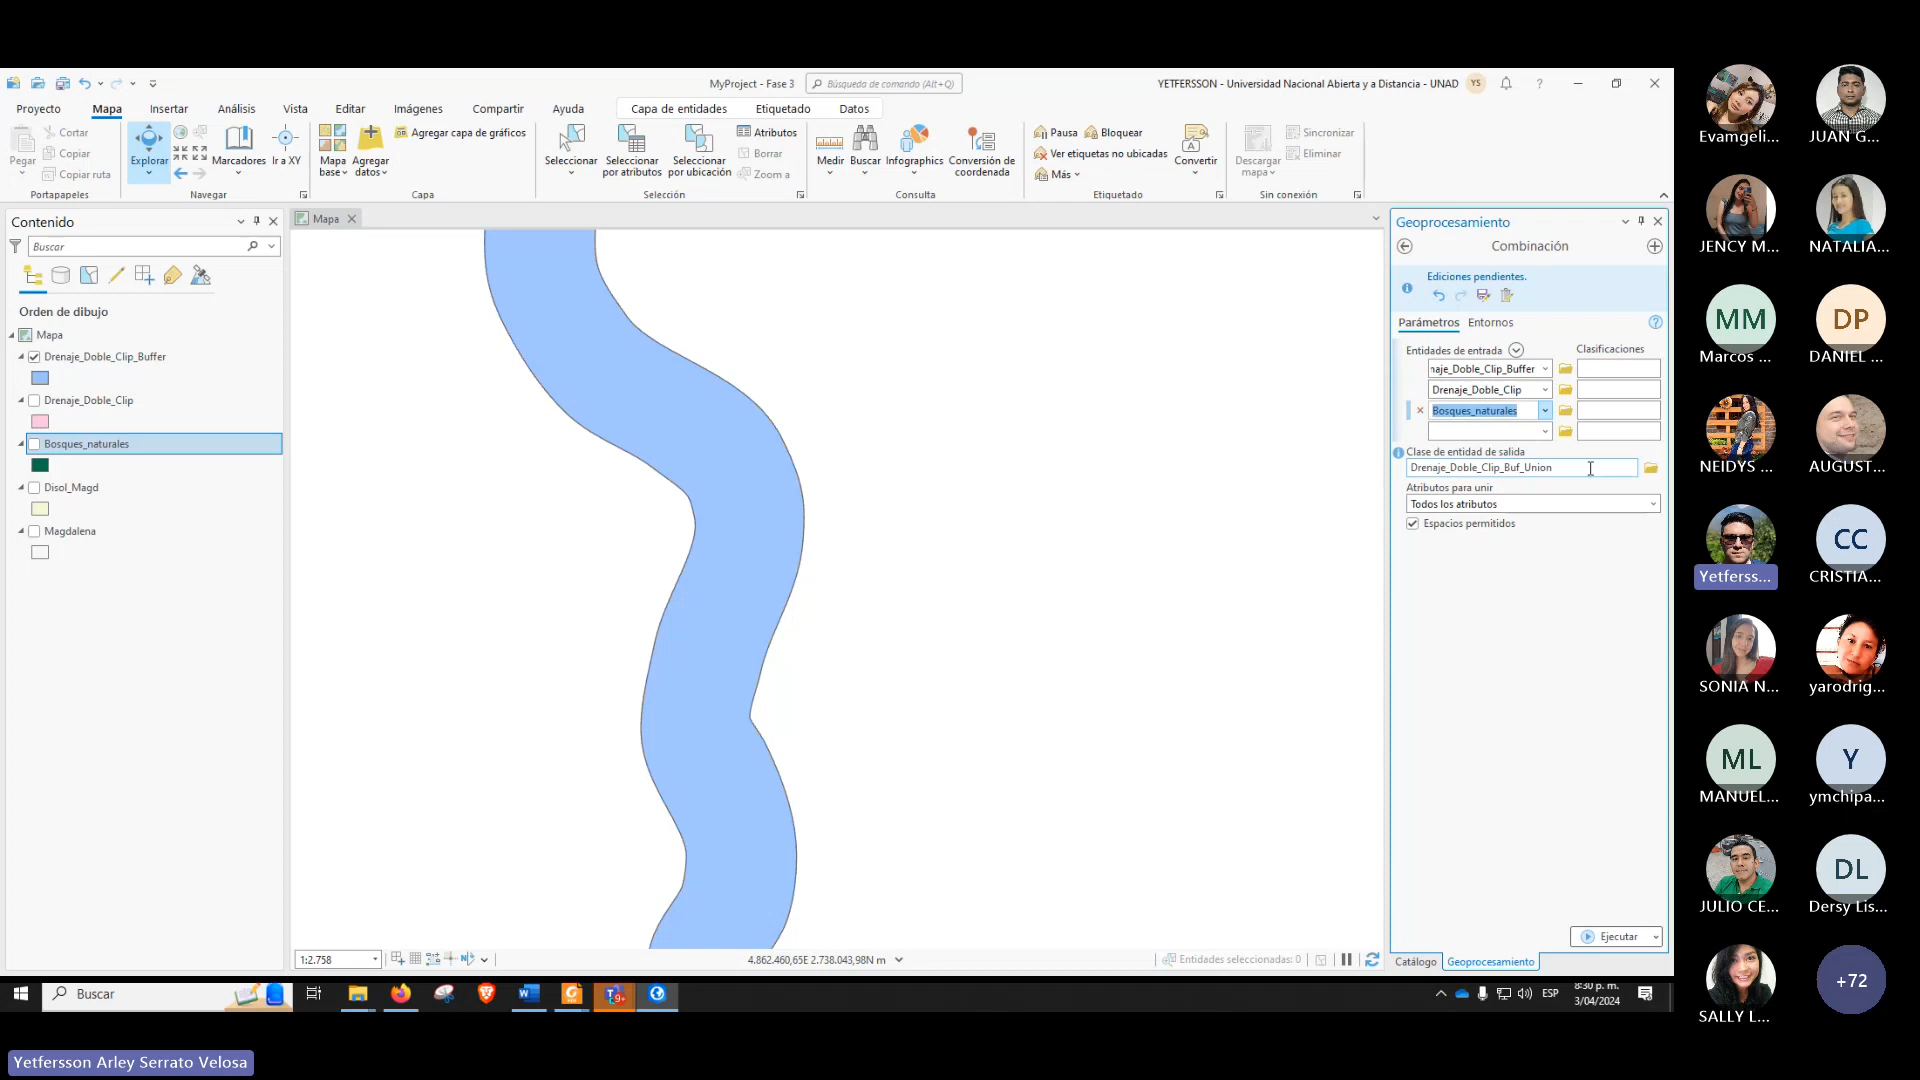 MyProject - Fase 3
Búsqueda de comando (Alt+Q)
YETFERSSON - Universidad Nacional Abierta y a Distancia - UNAD
YS
?
Proyecto
Mapa
Insertar
Análisis
Vista
Editar
Imágenes
Compartir
Ayuda
Capa de entidades
Etiquetado
Datos
Pegar
Cortar
Copiar
Copiar ruta
Portapapeles
Explorar
Marcadores
Ir a XY
Navegar
Mapa base
Agregar datos
Agregar capa de gráficos
Capa
Seleccionar
Seleccionar por atributos
Seleccionar por ubicación
Atributos
Borrar
Zoom a
Selección
Medir
Buscar
Infographics
Conversión de coordenada
Consulta
Pausa
Bloquear
Ver etiquetas no ubicadas
Más
Convertir
Etiquetado
Descargar mapa
Sincronizar
Eliminar
Sin conexión
Contenido
Buscar
Orden de dibujo
Mapa
Drenaje_Doble_Clip_Buffer
Drenaje_Doble_Clip
Bosques_naturales
Disol_Magd
Magdalena
Mapa
1:2.758
4.862.460,65E 2.738.043,98N m
Entidades seleccionadas: 0
Geoprocesamiento
Combinación
Ediciones pendientes.
Parámetros
Entornos
Entidades de entrada
Clasificaciones
naje_Doble_Clip_Buffer
Drenaje_Doble_Clip
Bosques_naturales
Clase de entidad de salida
Drenaje_Doble_Clip_Buf_Union
Atributos para unir
Todos los atributos
Espacios permitidos
Ejecutar
Catálogo
Geoprocesamiento
Buscar
9+
ESP
8:30 p. m.
3/04/2024
Yetfersson Arley Serrato Velosa
Evamgeli...
JUAN G...
JENCY M...
NATALIA...
MM
Marcos ...
DP
DANIEL ...
NEIDYS ...
AUGUST...
Yetferss...
CC
CRISTIA...
SONIA N...
yarodrig...
ML
MANUEL...
Y
ymchipa...
JULIO CE...
DL
Dersy Lis...
SALLY L...
+72